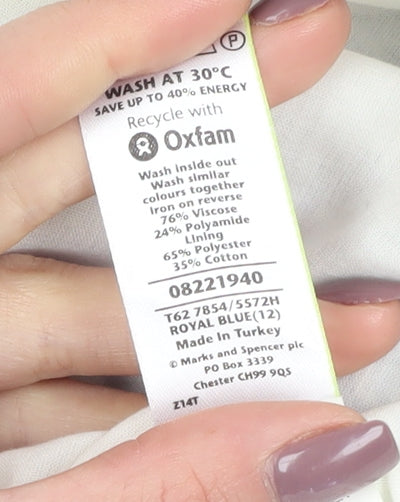 P
WASH AT 30°C
SAVE UP TO 40% ENERGY
Recycle with
Oxfam
Wash inside out
Wash similar
colours together
Iron on reverse
76% Viscose
24% Polyamide
Lining
65% Polyester
35% Cotton
08221940
T62 7854/5572H
ROYAL BLUE(12)
Made In Turkey
© Marks and Spencer plc
PO Box 3339
Chester CH99 9QS
Z14T